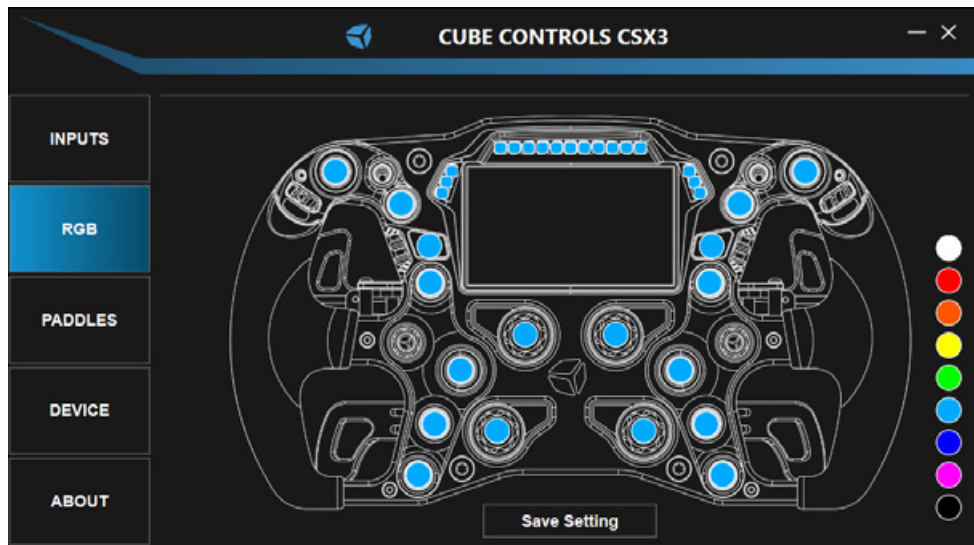 CUBE CONTROLS CSX3
INPUTS
RGB
PADDLES
DEVICE
ABOUT
Save Setting